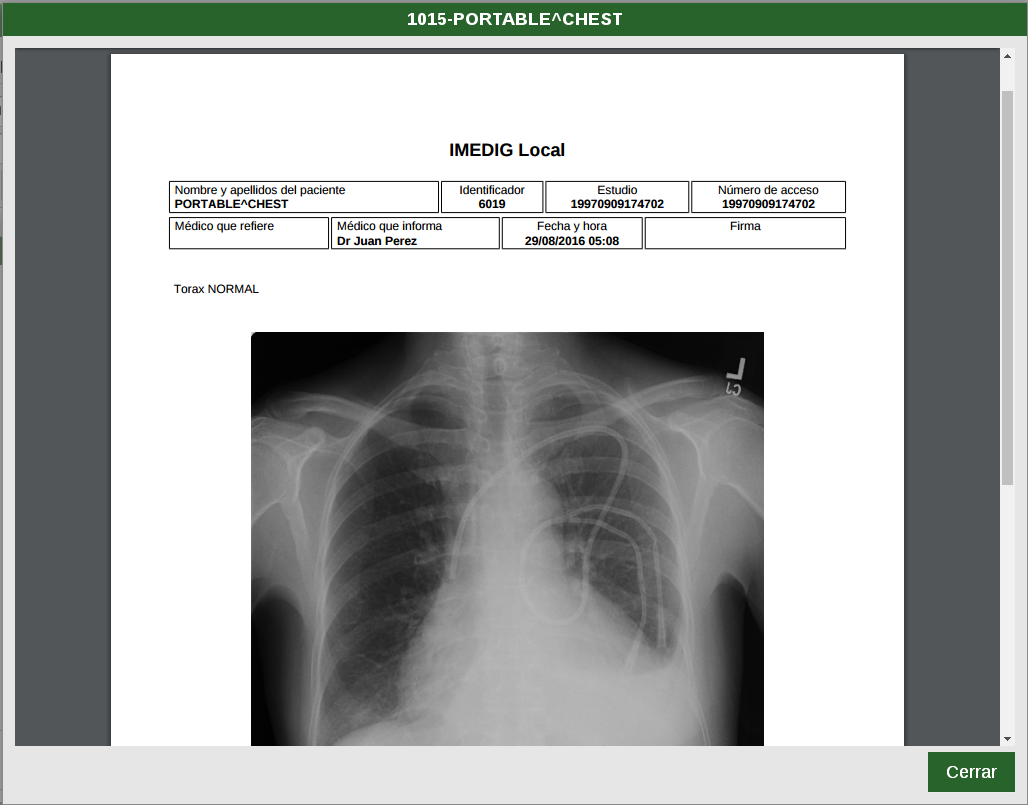 1015-PORTABLE^CHEST
IMEDIG Local
Nombre y apellidos del paciente
PORTABLE^CHEST
Identificador
6019
Estudio
19970909174702
Número de acceso
19970909174702
Médico que refiere
Médico que informa
Dr Juan Perez
Fecha y hora
29/08/2016 05:08
Firma
Torax NORMAL
L
Cerrar